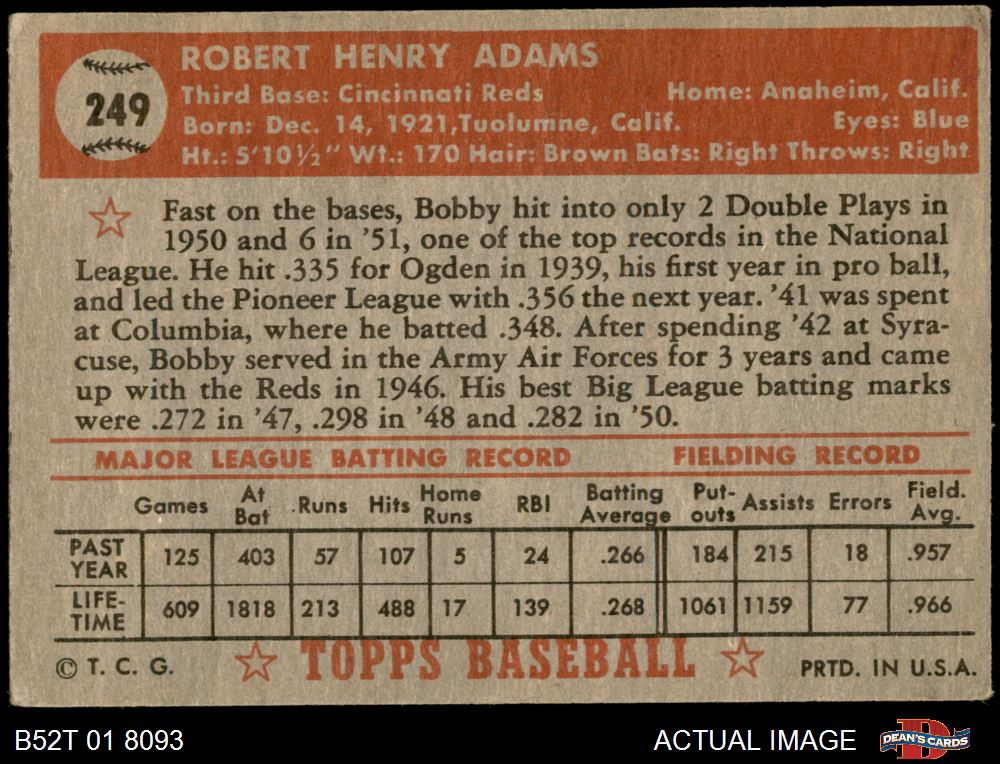 249
ROBERT HENRY ADAMS
Third Base: Cincinnati Reds Home: Anaheim, Calif.
Born: Dec. 14, 1921, Tuolumne, Calif. Eyes: Blue
Ht.: 5'10½" Wt.: 170 Hair: Brown Bats: Right Throws: Right
Fast on the bases, Bobby hit into only 2 Double Plays in
1950 and 6 in '51, one of the top records in the National
League. He hit .335 for Ogden in 1939, his first year in pro ball,
and led the Pioneer League with .356 the next year. '41 was spent
at Columbia, where he batted .348. After spending '42 at Syra-
cuse, Bobby served in the Army Air Forces for 3 years and came
up with the Reds in 1946. His best Big League batting marks
were .272 in '47, .298 in '48 and .282 in '50.
MAJOR LEAGUE BATTING RECORD FIELDING RECORD
Games At Bat Runs Hits Home Runs RBI Batting Average Put-outs Assists Errors Field. Avg.
PAST YEAR 125 403 57 107 5 24 .266 184 215 18 .957
LIFE-TIME 609 1818 213 488 17 139 .268 1061 1159 77 .966
© T. C. G. TOPPS BASEBALL PRTD. IN U.S.A.
B52T 01 8093 ACTUAL IMAGE DEAN'S CARDS